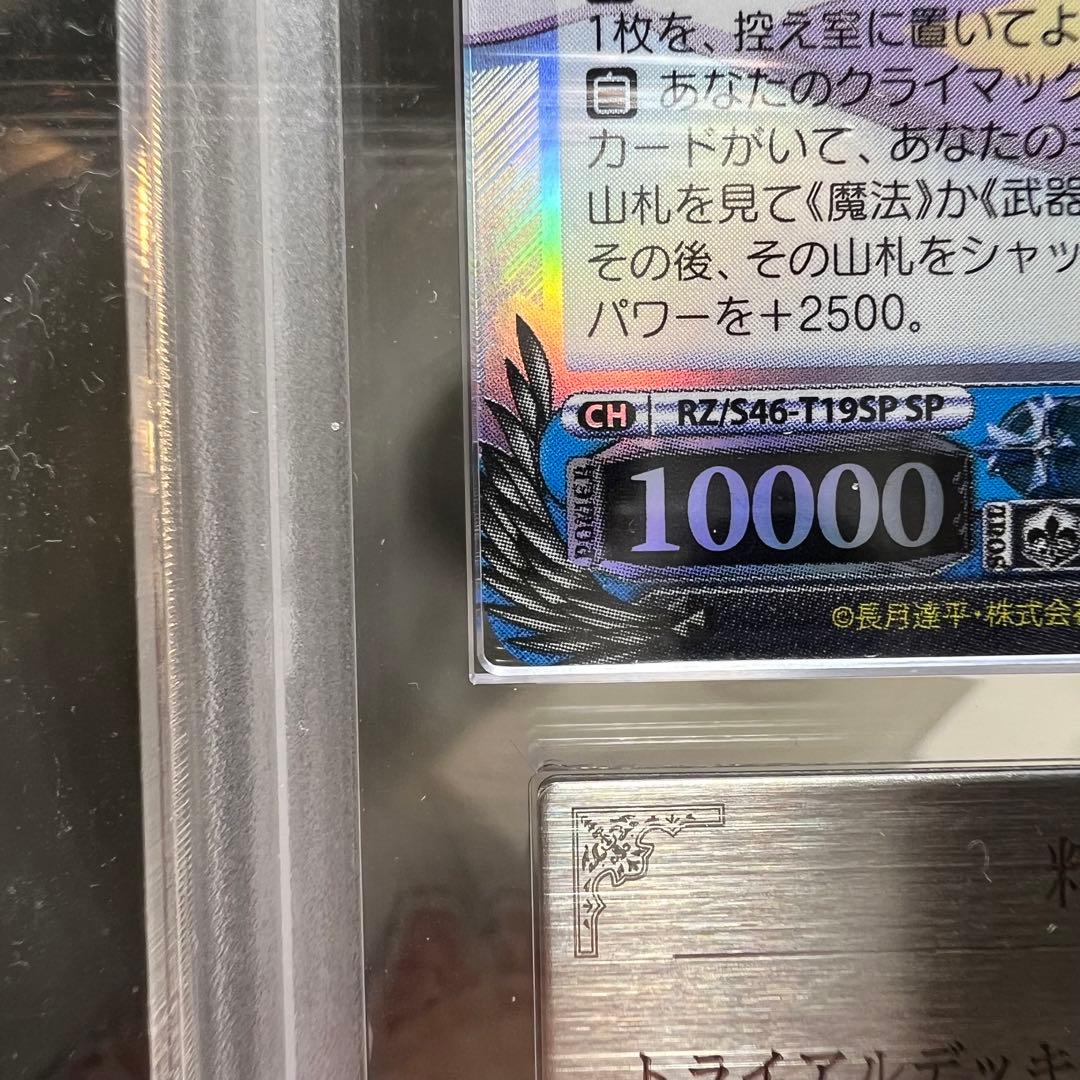 1枚を、控え室に置いてよ
自 あなたのクライマック
カードがいて、あなたのキ
山札を見て《魔法》か《武器
その後、その山札をシャッ
パワーを+2500。
CH RZ/S46-T19SP SP
10000
SOUL
©長月達平・株式会社
トライアルデッキ